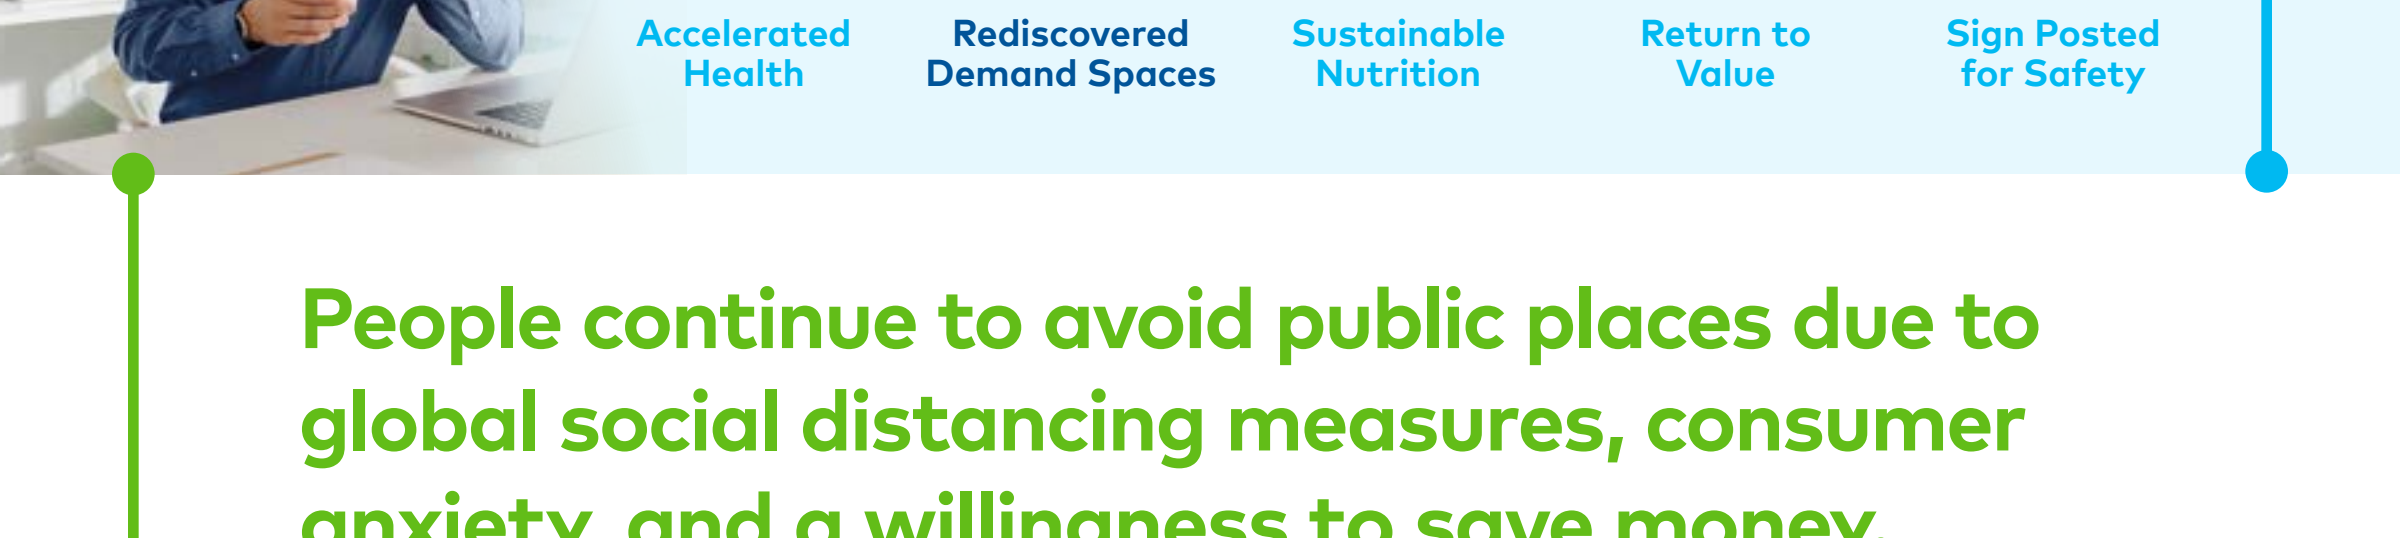 Accelerated
Health
Rediscovered
Demand Spaces
Sustainable
Nutrition
Return to
Value
Sign Posted
for Safety
People continue to avoid public places due to
global social distancing measures, consumer
anxiety, and a willingness to save money.